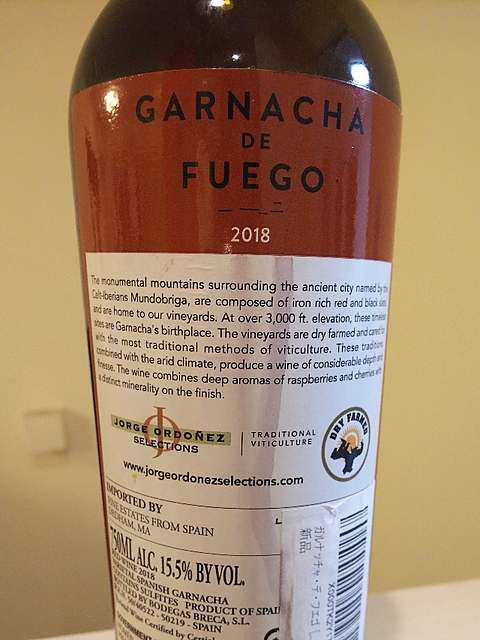 GARNACHA
DE
FUEGO
2018
The monumental mountains surrounding the ancient city named by the
Celt-Iberians Mundobriga, are composed of iron rich red and black slate,
and are home to our vineyards. At over 3,000 ft. elevation, these timeless
sites are Garnacha's birthplace. The vineyards are dry farmed and cared for
with the most traditional methods of viticulture. These traditions,
combined with the arid climate, produce a wine of considerable depth and
finesse. The wine combines deep aromas of raspberries and cherries with
a distinct minerality on the finish.
JORGE ORDOÑEZ
SELECTIONS
TRADITIONAL
VITICULTURE
DRY FARMED
www.jorgeordonezselections.com
IMPORTED BY
FINE ESTATES FROM SPAIN
DEDHAM, MA
750ML ALC. 15.5% BY VOL.
RED WINE 2018
SPANISH GARNACHA
SULFITES PRODUCT OF SPAIN
BODEGAS BRECA, S.L.
50219 - SPAIN
Wine Certified by
ガルナッチャ・デ・フエゴ
新品